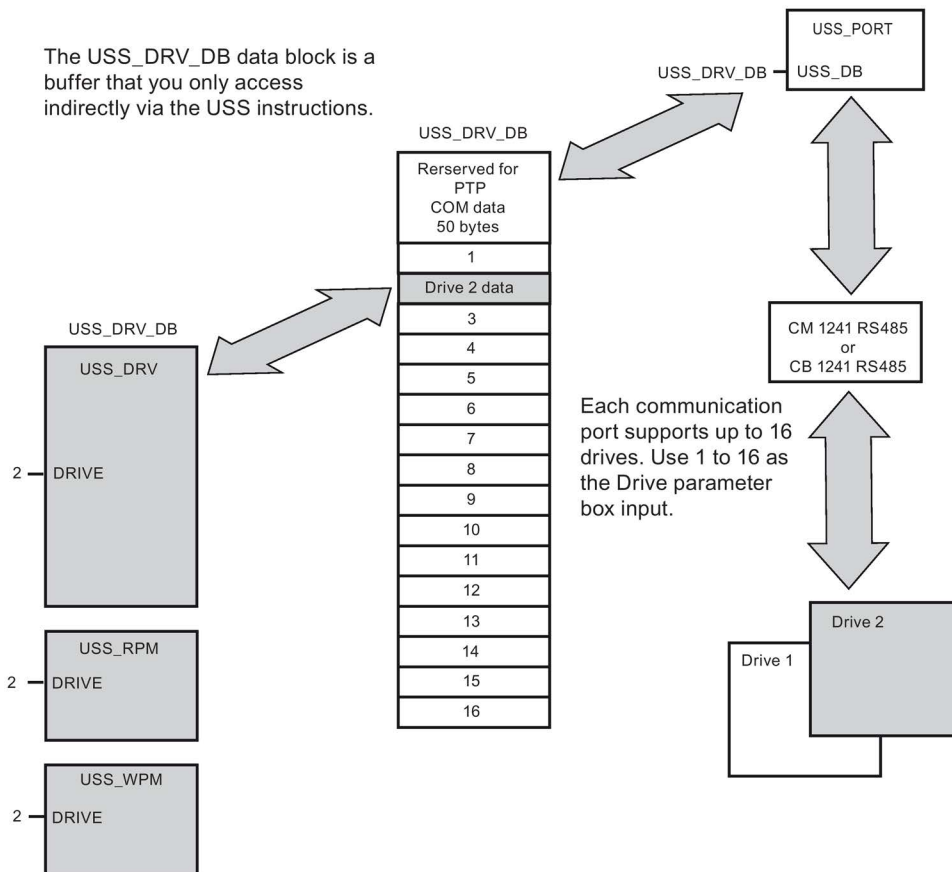 The USS_DRV_DB data block is a
buffer that you only access
indirectly via the USS instructions.
USS_DRV_DB
USS_DRV
2
DRIVE
USS_RPM
2
DRIVE
USS_WPM
2
DRIVE
USS_DRV_DB
Rerserved for
PTP
COM data
50 bytes
1
Drive 2 data
3
4
5
6
7
8
9
10
11
12
13
14
15
16
USS_PORT
USS_DRV_DB
USS_DB
CM 1241 RS485
or
CB 1241 RS485
Each communication
port supports up to 16
drives. Use 1 to 16 as
the Drive parameter
box input.
Drive 2
Drive 1